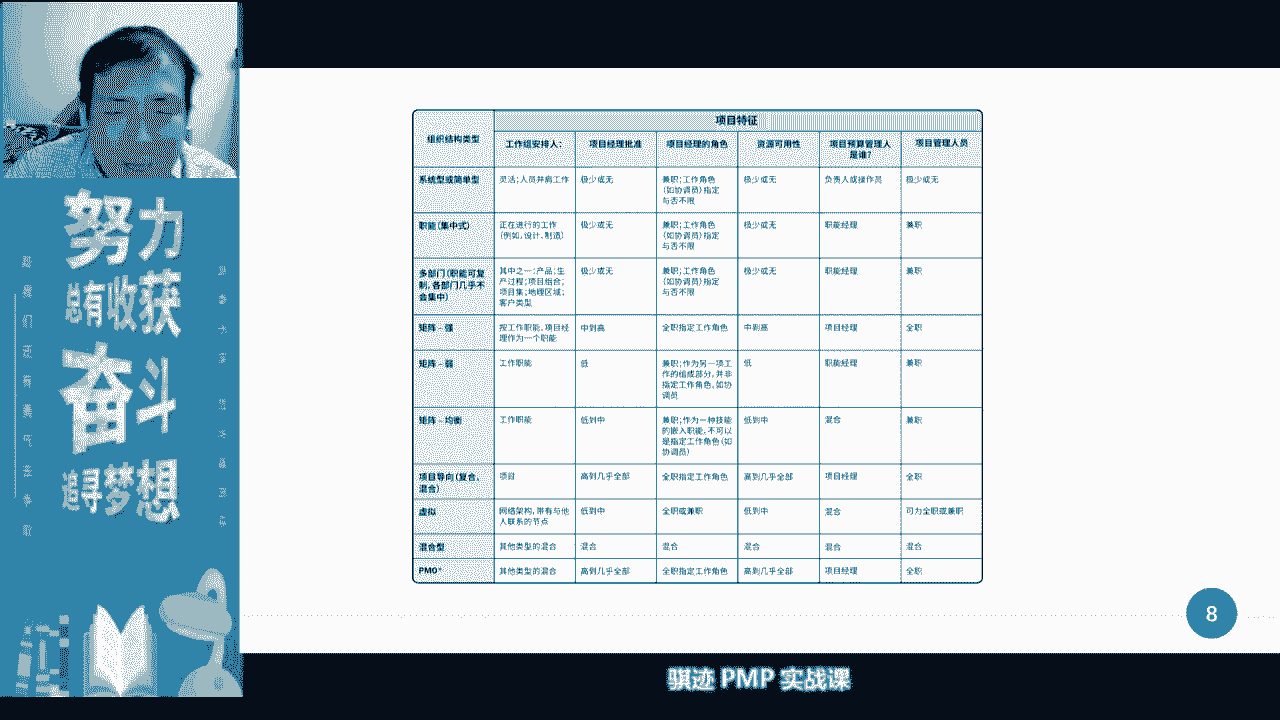 努力
总有收获
奋斗
追寻梦想
组织结构类型
项目特征
工作组安排人：
项目经理批准
项目经理的角色
资源可用性
项目预算管理人
是谁？
项目管理人员
系统型或简单型
灵活；人员并肩工作
极少或无
兼职；工作角色
（如协调员）指定
与否不限
极少或无
负责人或操作员
极少或无
职能（集中式）
正在进行的工作
（例如，设计、制造）
极少或无
兼职；工作角色
（如协调员）指定
与否不限
极少或无
职能经理
兼职
多部门（职能可复
制，各部门几乎不
会集中）
其中之一：产品；生
产过程；项目组合；
项目集；地理区域；
客户类型
极少或无
兼职；工作角色
（如协调员）指定
与否不限
极少或无
职能经理
兼职
矩阵 – 强
按工作职能，项目经
理作为一个职能
中到高
全职指定工作角色
中到高
项目经理
全职
矩阵 – 弱
工作职能
低
兼职；作为另一项工
作的组成部分，并非
指定工作角色，如协
调员
低
职能经理
兼职
矩阵 – 均衡
工作职能
低到中
兼职；作为一种技能
的嵌入职能，不可以
是指定工作角色（如
协调员）
低到中
混合
兼职
项目导向（复合、
混合）
项目
高到几乎全部
全职指定工作角色
高到几乎全部
项目经理
全职
虚拟
网络架构，带有与他
人联系的节点
低到中
全职或兼职
低到中
混合
可为全职或兼职
混合型
其他类型的混合
混合
混合
混合
混合
混合
PMO*
其他类型的混合
高到几乎全部
全职指定工作角色
高到几乎全部
项目经理
全职
8
骐迹 PMP 实战课